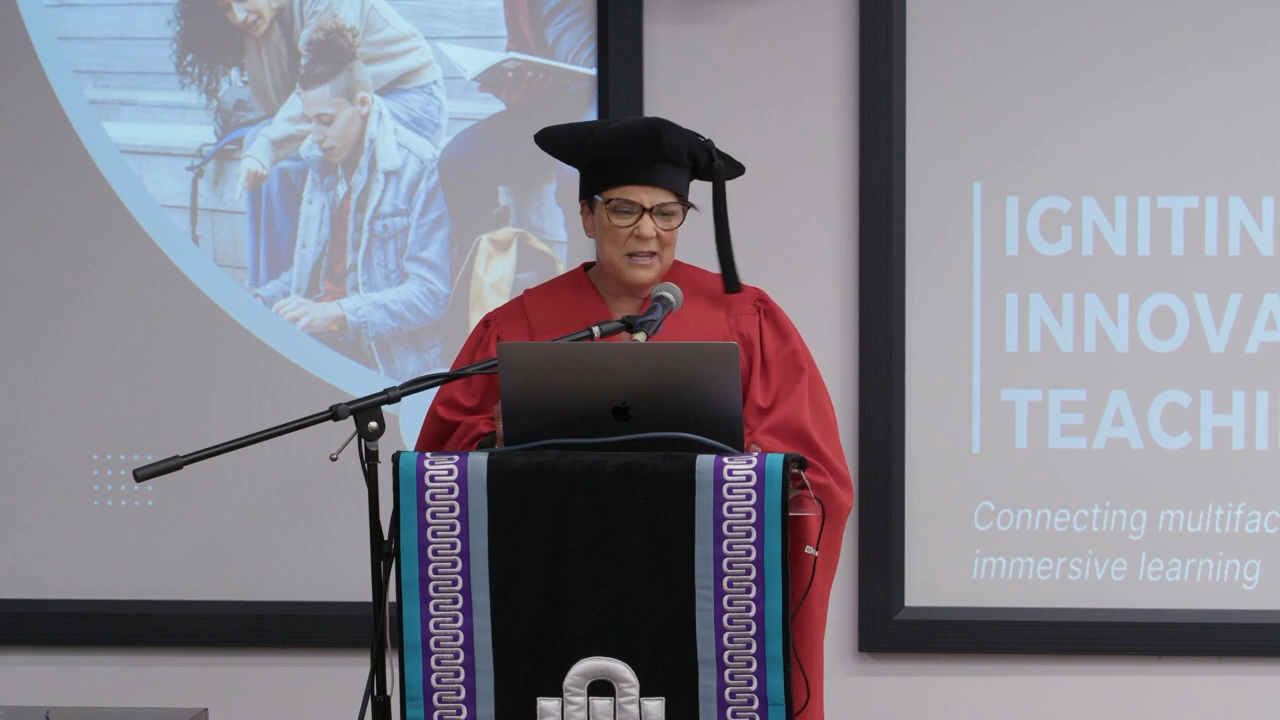 IGNITIN
INNOVA
TEACHI
Connecting multifac
immersive learning